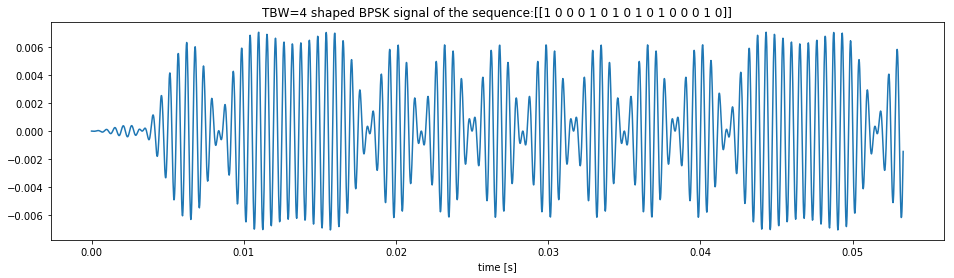 TBW=4 shaped BPSK signal of the sequence:[[1 0 0 0 1 0 1 0 1 0 1 0 0 0 1 0]]
0.006
0.004
0.002
0.000
−0.002
−0.004
−0.006
0.00 0.01 0.02 0.03 0.04 0.05
time [s]